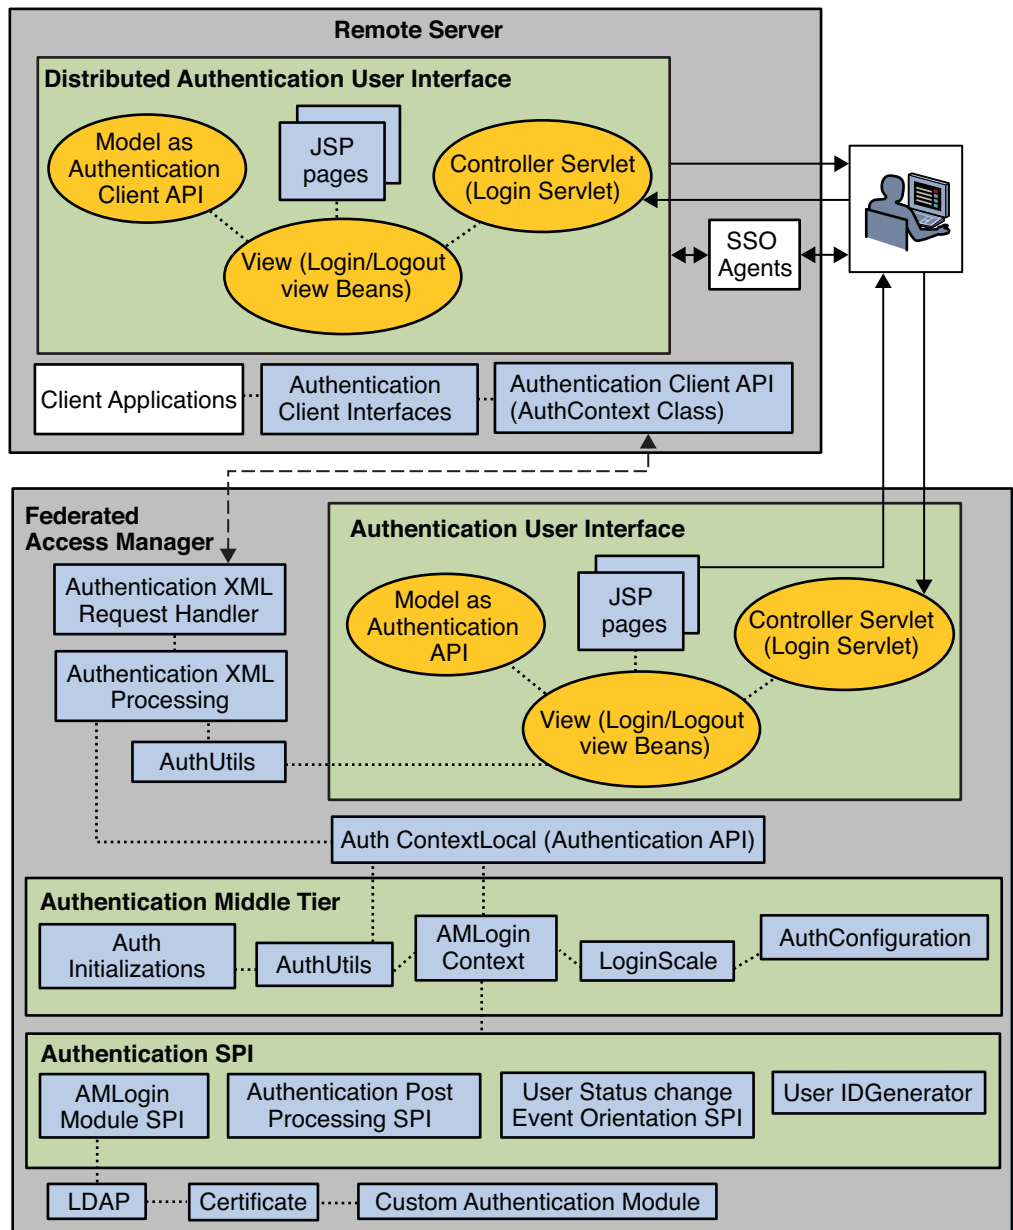 Remote Server
Distributed Authentication User Interface
Model as
Authentication
Client API
JSP
pages
Controller Servlet
(Login Servlet)
View (Login/Logout
view Beans)
SSO
Agents
Client Applications
Authentication
Client Interfaces
Authentication Client API
(AuthContext Class)
Federated
Access Manager
Authentication User Interface
Authentication XML
Request Handler
Model as
Authentication
API
JSP
pages
Controller Servlet
(Login Servlet)
Authentication XML
Processing
View (Login/Logout
view Beans)
AuthUtils
Auth ContextLocal (Authentication API)
Authentication Middle Tier
Auth
Initializations
AuthUtils
AMLogin
Context
LoginScale
AuthConfiguration
Authentication SPI
AMLogin
Module SPI
Authentication Post
Processing SPI
User Status change
Event Orientation SPI
User IDGenerator
LDAP
Certificate
Custom Authentication Module